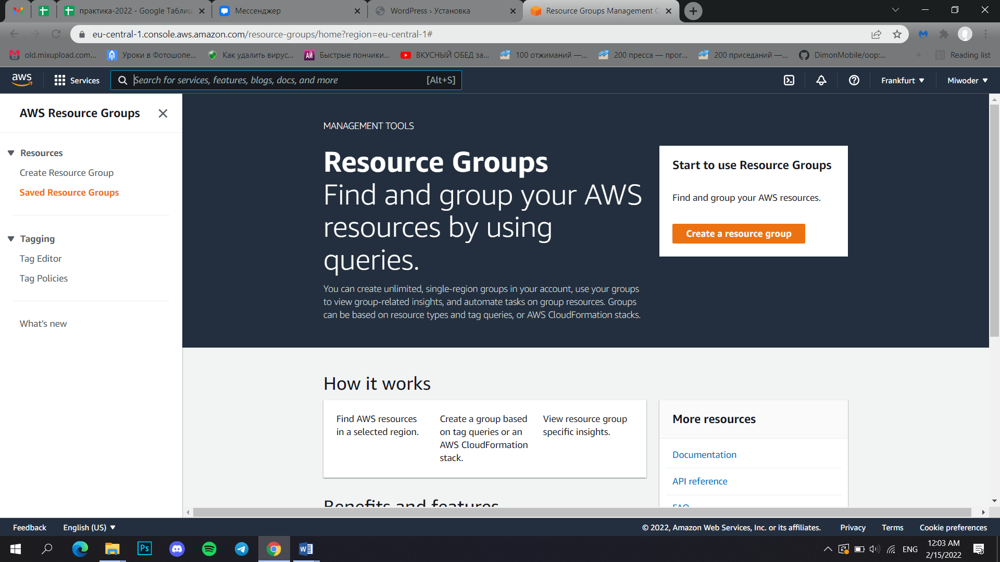 практика-2022 - Google Таблиц
Мессенджер
WordPress › Установка
Resource Groups Management C
eu-central-1.console.aws.amazon.com/resource-groups/home?region=eu-central-1#
old.mixupload.com...
Уроки в Фотошопе...
Как удалить вирус...
АЙ
Быстрые пончики...
ВКУСНЫЙ ОБЕД за...
100 отжиманий —...
200 пресса — прог...
200 приседаний —...
DimonMobile/oop:...
»
Reading list
aws
Services
Search for services, features, blogs, docs, and more
[Alt+S]
Frankfurt
Miwoder
AWS Resource Groups
Resources
Create Resource Group
Saved Resource Groups
Tagging
Tag Editor
Tag Policies
What's new
MANAGEMENT TOOLS
Resource Groups
Find and group your AWS
resources by using
queries.
You can create unlimited, single-region groups in your account, use your groups
to view group-related insights, and automate tasks on group resources. Groups
can be based on resource types and tag queries, or AWS CloudFormation stacks.
Start to use Resource Groups
Find and group your AWS resources.
Create a resource group
How it works
Find AWS resources
in a selected region.
Create a group based
on tag queries or an
AWS CloudFormation
stack.
View resource group
specific insights.
More resources
Documentation
API reference
FAQ
Benefits and features
Feedback
English (US)
© 2022, Amazon Web Services, Inc. or its affiliates.
Privacy
Terms
Cookie preferences
Ps
W
ENG
12:03 AM
2/15/2022